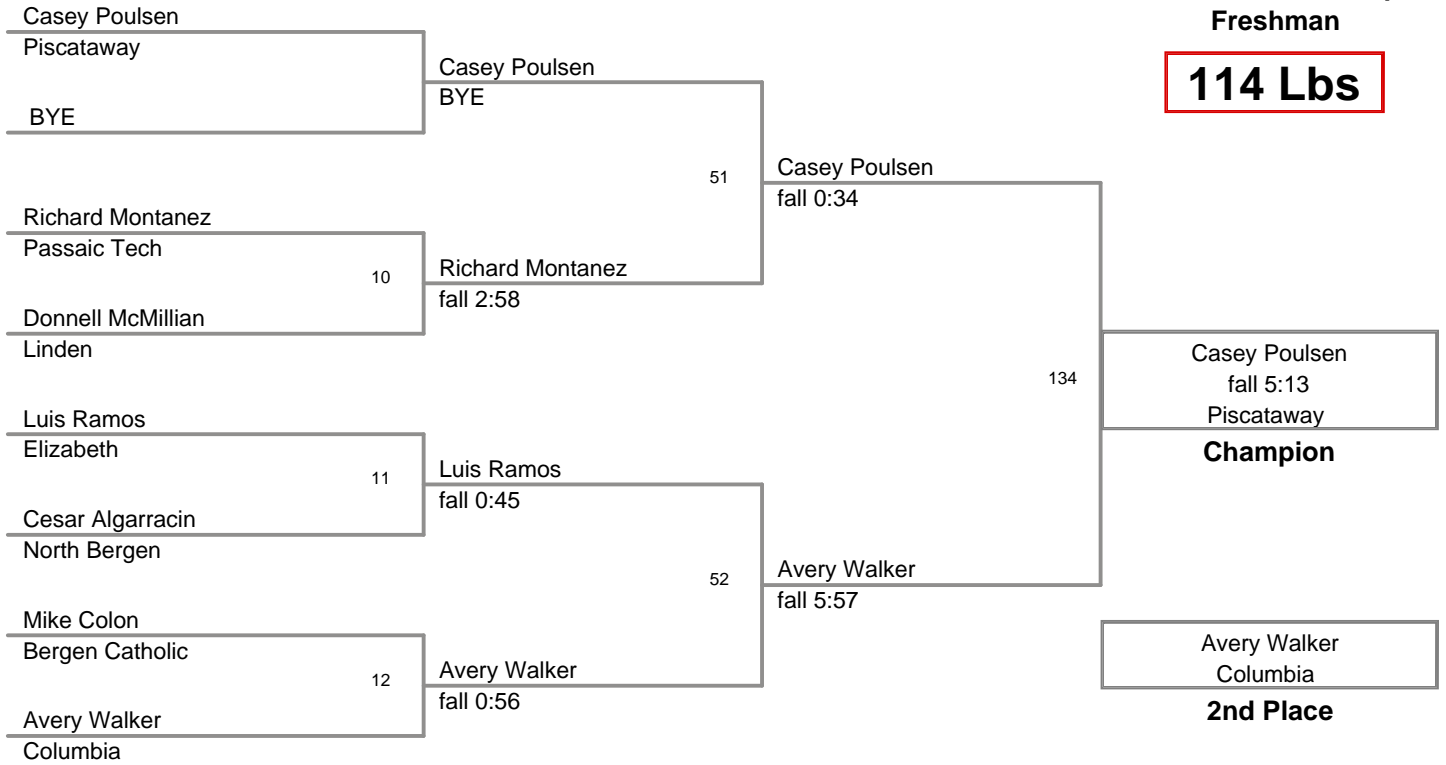 Freshman
114 Lbs
Casey Poulsen
Piscataway
BYE
Richard Montanez
Passaic Tech
10
Donnell McMillian
Linden
Luis Ramos
Elizabeth
11
Cesar Algarracin
North Bergen
Mike Colon
Bergen Catholic
12
Avery Walker
Columbia
Casey Poulsen
BYE
51
Richard Montanez
fall 2:58
Luis Ramos
fall 0:45
52
Avery Walker
fall 0:56
Casey Poulsen
fall 0:34
134
Avery Walker
fall 5:57
Casey Poulsen
fall 5:13
Piscataway
Champion
Avery Walker
Columbia
2nd Place